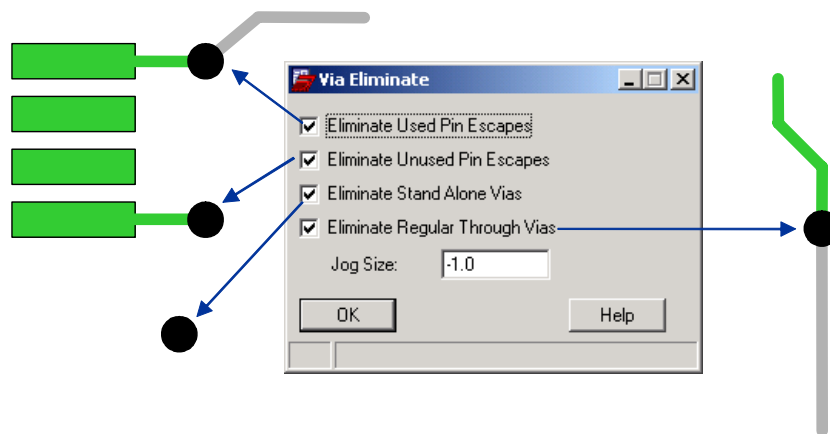 Via Eliminate
Eliminate Used Pin Escapes
Eliminate Unused Pin Escapes
Eliminate Stand Alone Vias
Eliminate Regular Through Vias
Jog Size: -1.0
OK Help